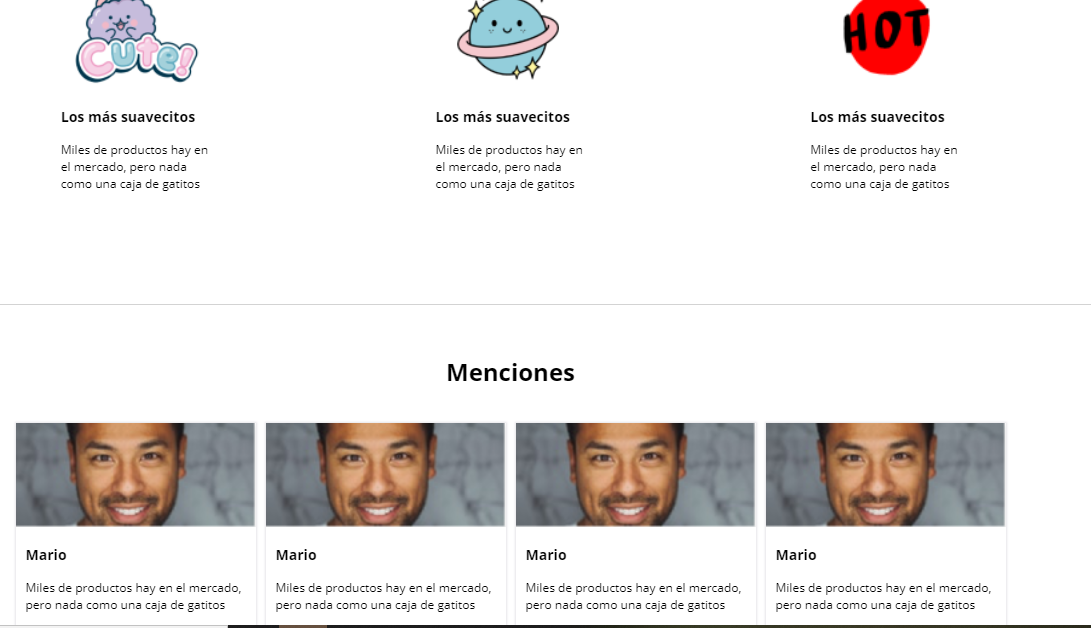 Cute!
HOT
Los más suavecitos
Miles de productos hay en
el mercado, pero nada
como una caja de gatitos
Los más suavecitos
Miles de productos hay en
el mercado, pero nada
como una caja de gatitos
Los más suavecitos
Miles de productos hay en
el mercado, pero nada
como una caja de gatitos
Menciones
Mario
Miles de productos hay en el mercado,
pero nada como una caja de gatitos
Mario
Miles de productos hay en el mercado,
pero nada como una caja de gatitos
Mario
Miles de productos hay en el mercado,
pero nada como una caja de gatitos
Mario
Miles de productos hay en el mercado,
pero nada como una caja de gatitos